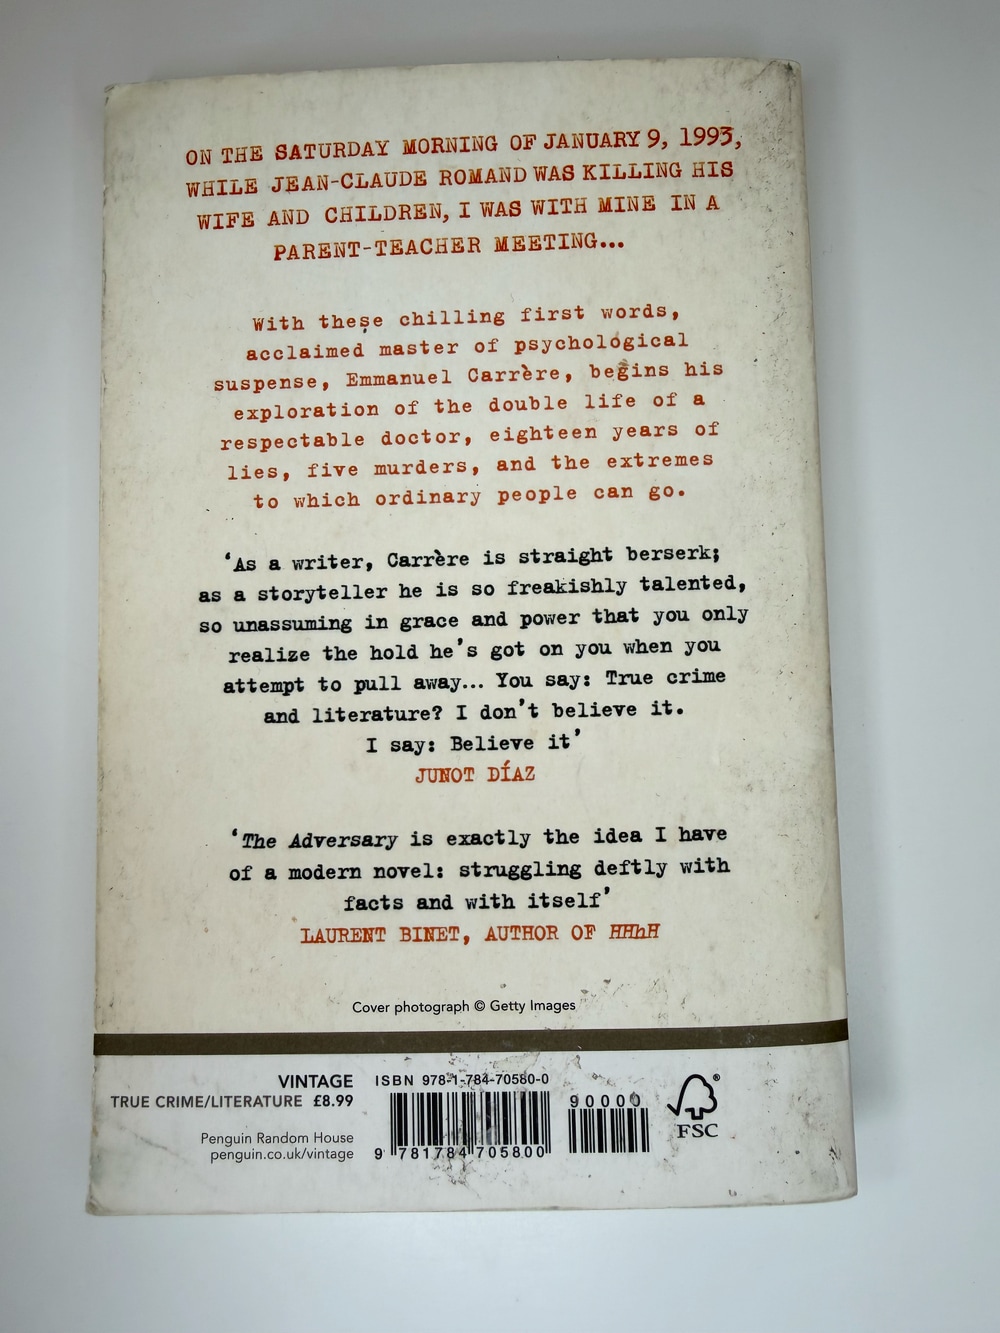 ON THE SATURDAY MORNING OF JANUARY 9, 1993,
WHILE JEAN-CLAUDE ROMAND WAS KILLING HIS
WIFE AND CHILDREN, I WAS WITH MINE IN A
PARENT-TEACHER MEETING...
With these chilling first words,
acclaimed master of psychological
suspense, Emmanuel Carrère, begins his
exploration of the double life of a
respectable doctor, eighteen years of
lies, five murders, and the extremes
to which ordinary people can go.
‘As a writer, Carrère is straight berserk;
as a storyteller he is so freakishly talented,
so unassuming in grace and power that you only
realize the hold he’s got on you when you
attempt to pull away... You say: True crime
and literature? I don’t believe it.
I say: Believe it’
JUNOT DÍAZ
‘The Adversary is exactly the idea I have
of a modern novel: struggling deftly with
facts and with itself’
LAURENT BINET, AUTHOR OF HHhH
Cover photograph © Getty Images
VINTAGE
TRUE CRIME/LITERATURE £8.99
Penguin Random House
penguin.co.uk/vintage
ISBN 978-1-784-70580-0
90000
9 781784 705800
®
FSC